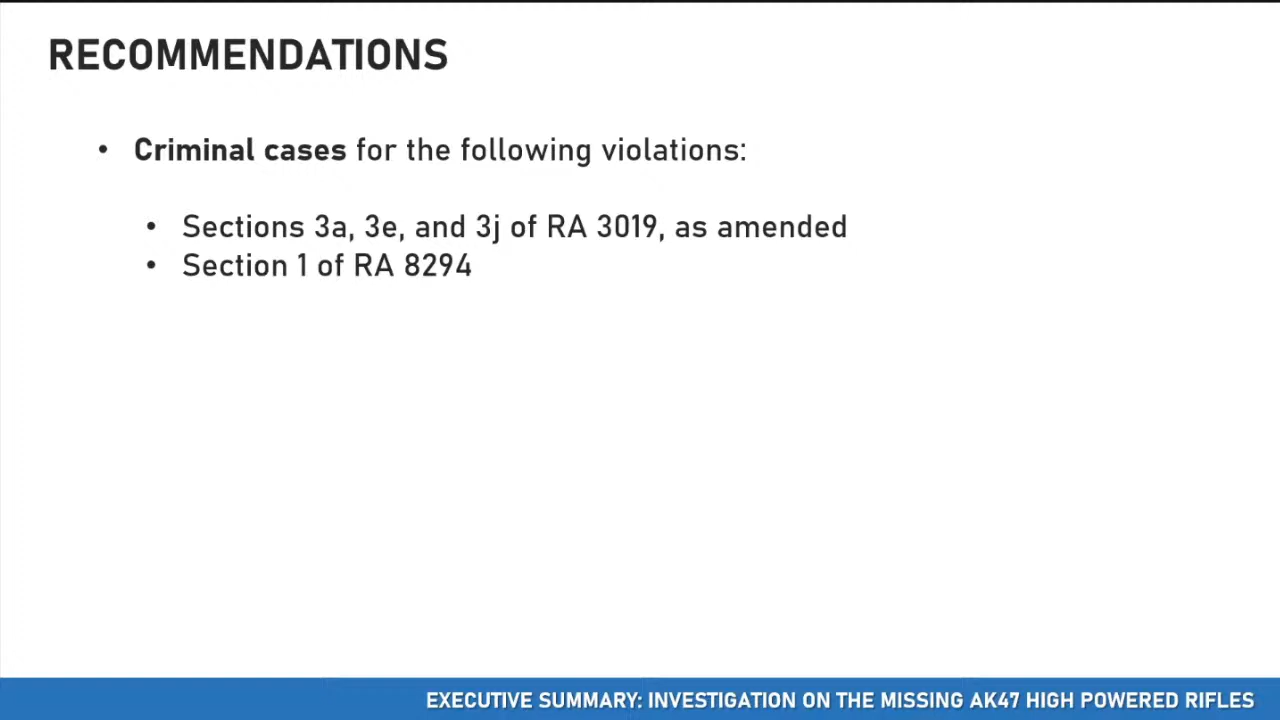 RECOMMENDATIONS
• Criminal cases for the following violations:
• Sections 3a, 3e, and 3j of RA 3019, as amended
• Section 1 of RA 8294
EXECUTIVE SUMMARY: INVESTIGATION ON THE MISSING AK47 HIGH POWERED RIFLES